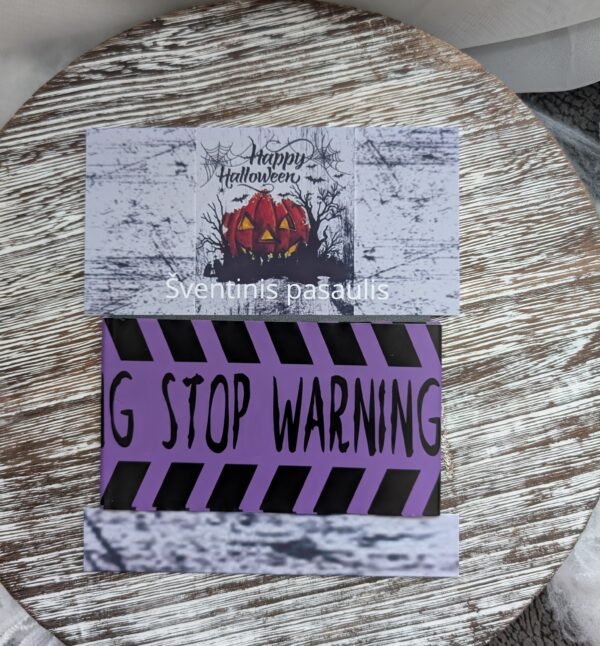 Happy
Halloween
Šventinis pasaulis
G STOP WARNING